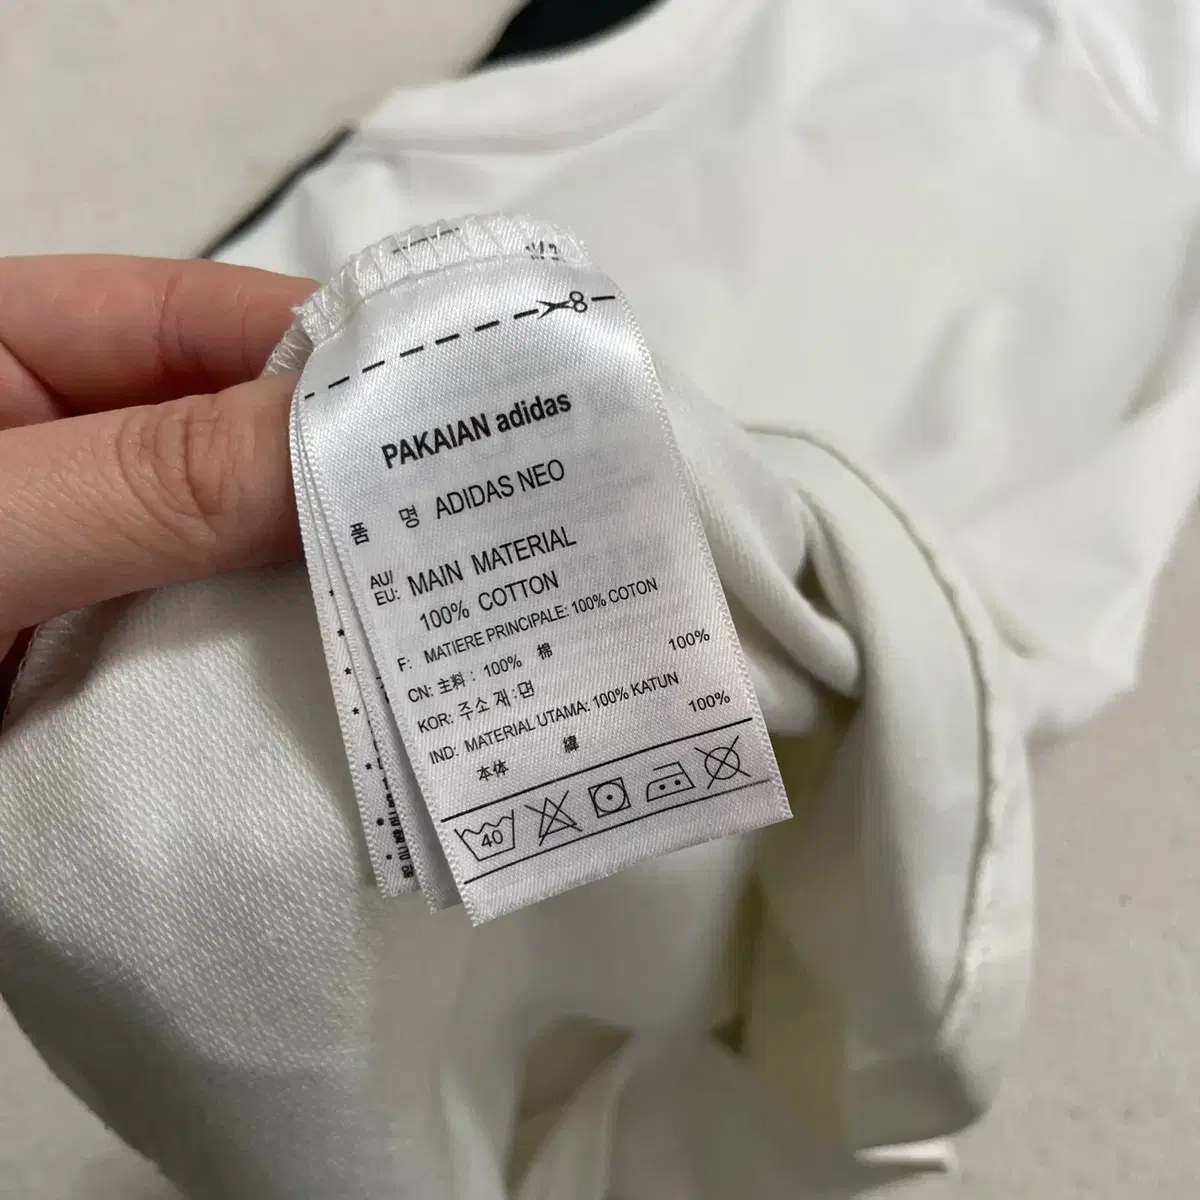 PAKAIAN adidas
품 명 ADIDAS NEO
AU/ EU: MAIN MATERIAL
100% COTTON
F: MATIERE PRINCIPALE: 100% COTON
CN: 主料: 100% 棉 100%
KOR: 주소재:면
IND: MATERIAL UTAMA: 100% KATUN
本体 緯 100%
40